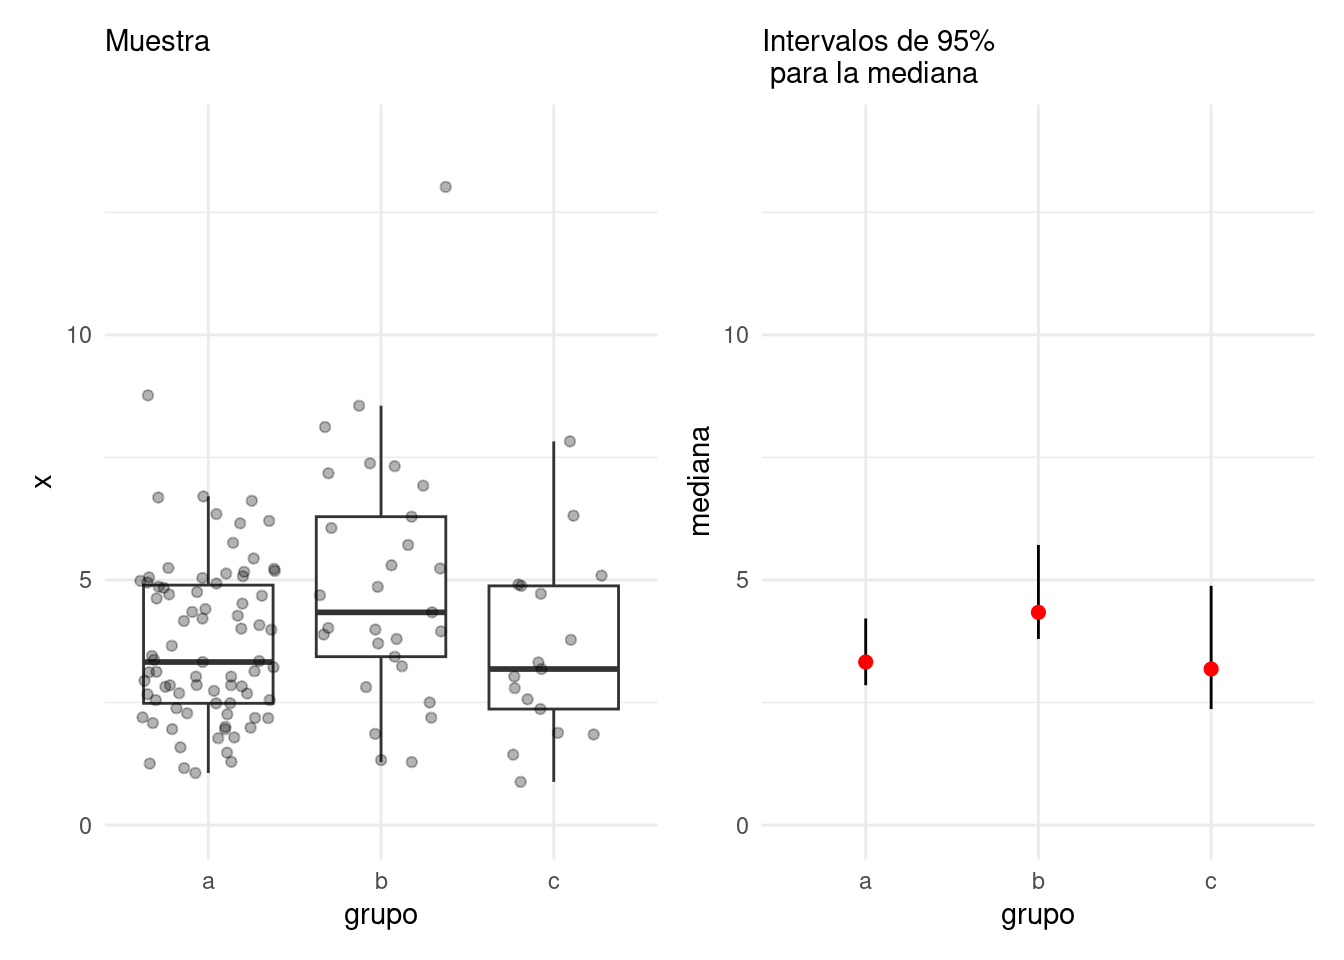 Muestra
x
10
5
0
a b c
grupo
Intervalos de 95%
para la mediana
mediana
10
5
0
a b c
grupo